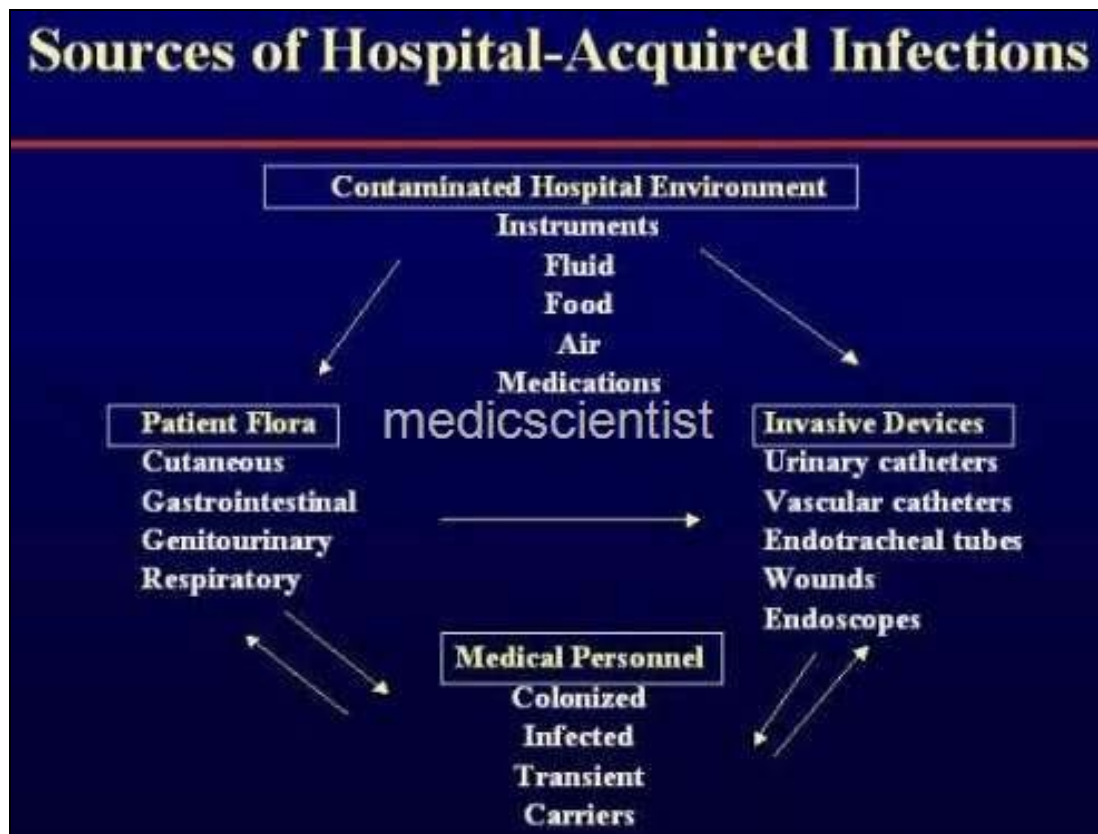 Sources of Hospital-Acquired Infections
Contaminated Hospital Environment
Instruments
Fluid
Food
Air
Medications
medicscientist
Patient Flora
Cutaneous
Gastrointestinal
Genitourinary
Respiratory
Invasive Devices
Urinary catheters
Vascular catheters
Endotracheal tubes
Wounds
Endoscopes
Medical Personnel
Colonized
Infected
Transient
Carriers